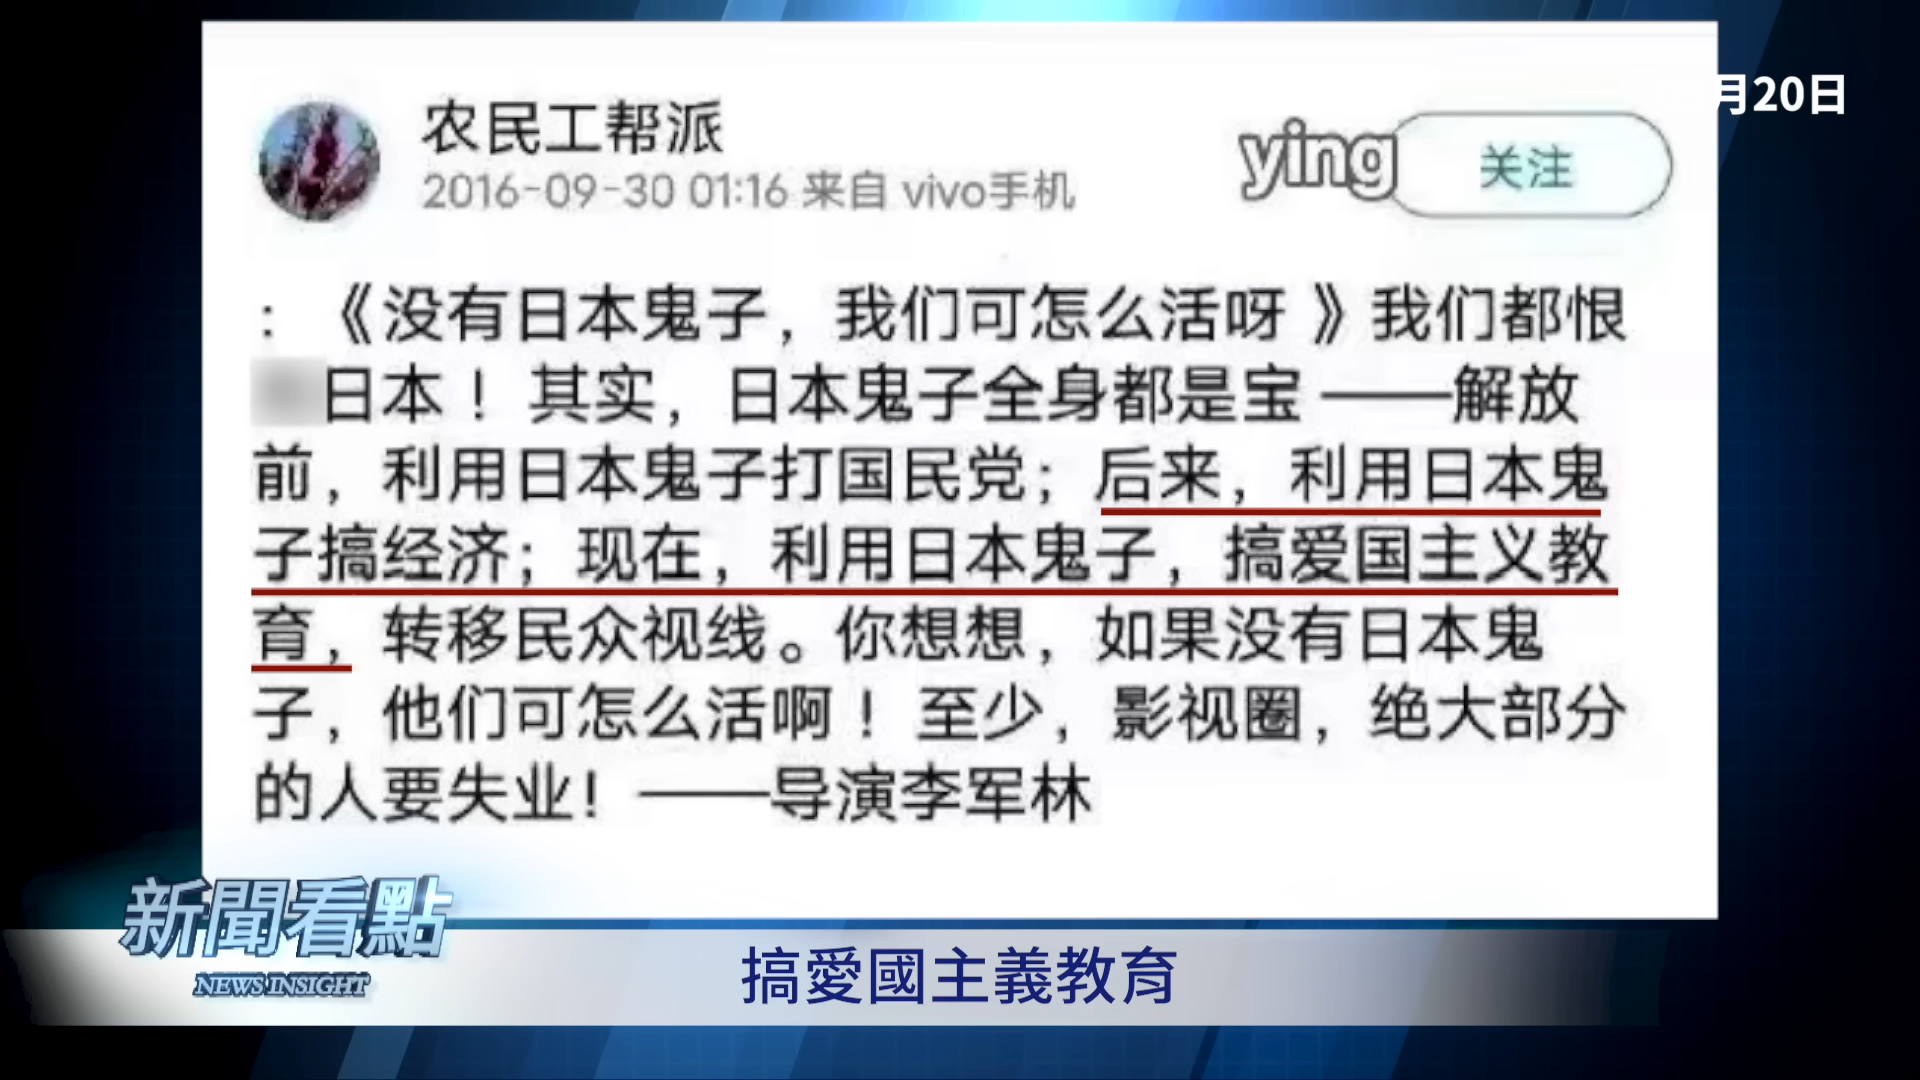 月20日
农民工帮派
2016-09-30 01:16 来自 vivo手机
ying
关注
：《没有日本鬼子，我们可怎么活呀 》我们都恨
日本！其实，日本鬼子全身都是宝 ——解放
前，利用日本鬼子打国民党；后来，利用日本鬼
子搞经济；现在，利用日本鬼子，搞爱国主义教
育，转移民众视线。你想想，如果没有日本鬼
子，他们可怎么活啊！至少，影视圈，绝大部分
的人要失业！——导演李军林
新聞看點
NEWS INSIGHT
搞愛國主義教育